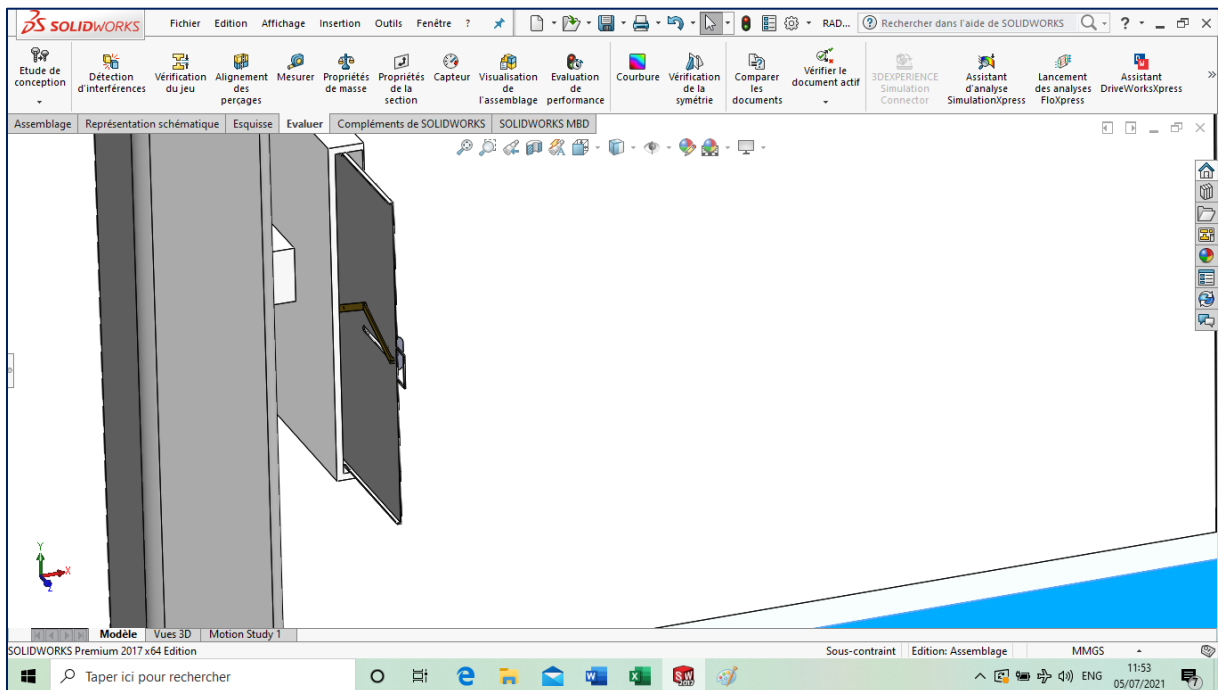 SOLIDWORKS Fichier Edition Affichage Insertion Outils Fenêtre ? RAD... Rechercher dans l'aide de SOLIDWORKS ?
Etude de conception
Détection d'interférences
Vérification du jeu
Alignement des perçages
Mesurer
Propriétés de masse
Propriétés de la section
Capteur
Visualisation de l'assemblage
Evaluation de performance
Courbure
Vérification de la symétrie
Comparer les documents
Vérifier le document actif
3DEXPERIENCE Simulation Connector
Assistant d'analyse SimulationXpress
Lancement des analyses FloXpress
Assistant DriveWorksXpress
Assemblage Représentation schématique Esquisse Evaluer Compléments de SOLIDWORKS SOLIDWORKS MBD
Y
X
Z
Modèle Vues 3D Motion Study 1
SOLIDWORKS Premium 2017 x64 Edition Sous-contraint Edition: Assemblage MMGS
Taper ici pour rechercher ENG 11:53
05/07/2021